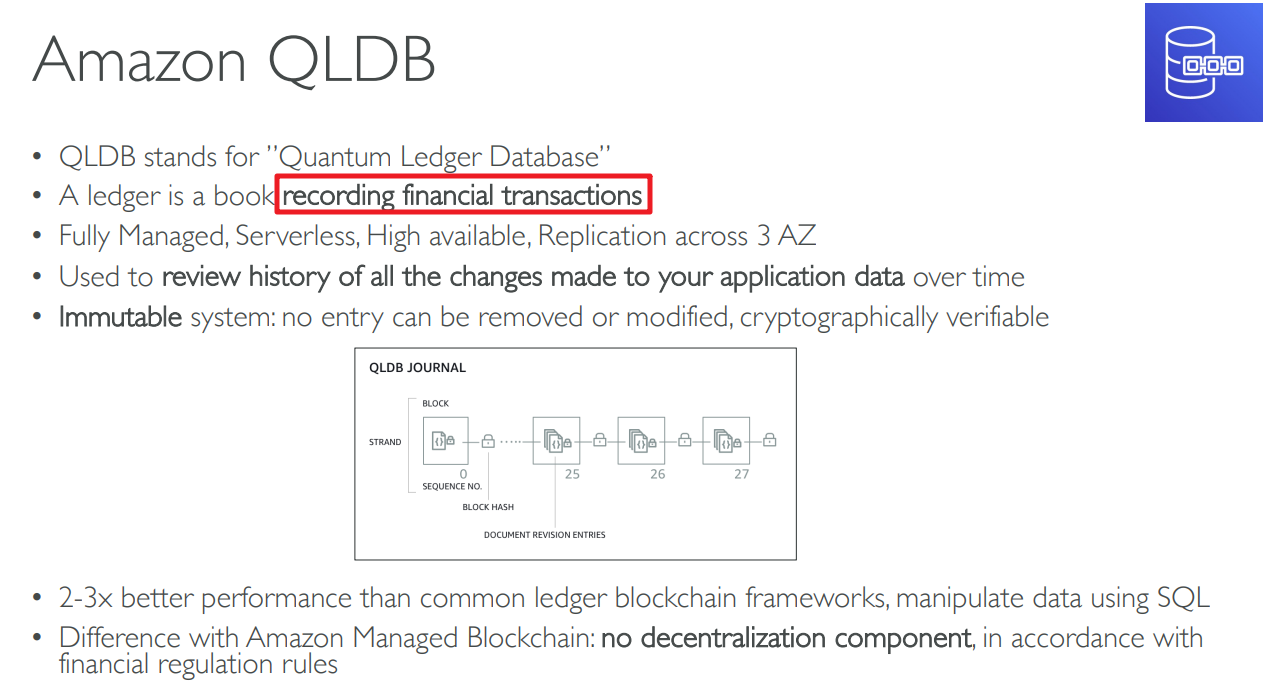 Amazon QLDB
• QLDB stands for ”Quantum Ledger Database”
• A ledger is a book recording financial transactions
• Fully Managed, Serverless, High available, Replication across 3 AZ
• Used to review history of all the changes made to your application data over time
• Immutable system: no entry can be removed or modified, cryptographically verifiable
QLDB JOURNAL
BLOCK
STRAND
0 25 26 27
SEQUENCE NO.
BLOCK HASH
DOCUMENT REVISION ENTRIES
• 2-3x better performance than common ledger blockchain frameworks, manipulate data using SQL
• Difference with Amazon Managed Blockchain: no decentralization component, in accordance with
financial regulation rules